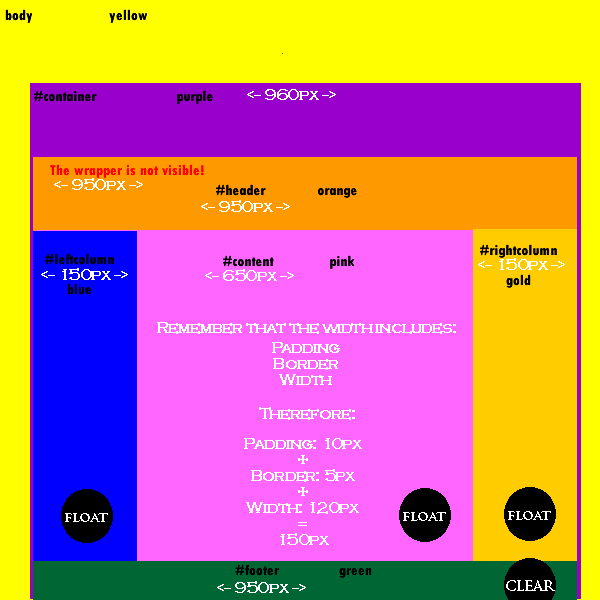 body yellow
#container purple <- 960px ->
The wrapper is not visible!
<- 950px ->
#header orange
<- 950px ->
#leftcolumn
<- 150px ->
blue
#content pink
<- 650px ->
#rightcolumn
<- 150px ->
gold
Remember that the width includes:
Padding
Border
Width
Therefore:
Padding: 10px
+
Border: 5px
+
Width: 120px
=
150px
FLOAT
FLOAT
FLOAT
#footer green
<- 950px ->
CLEAR